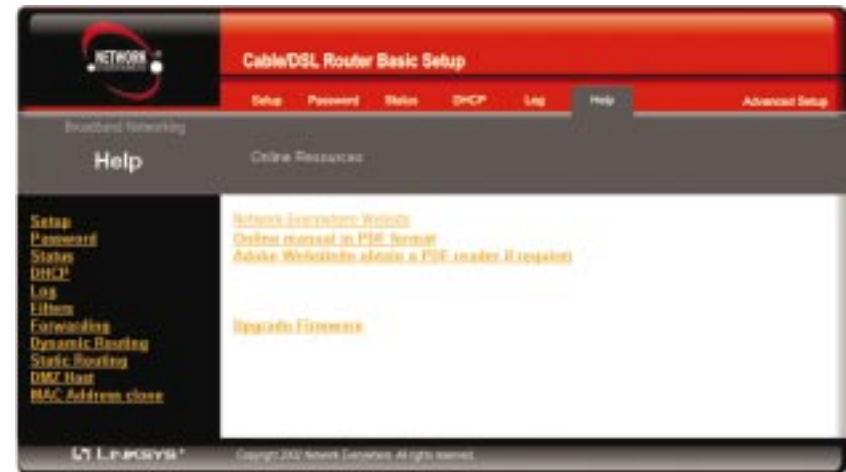 NETWORK
Cable/DSL Router Basic Setup
Setup Password Status DHCP Log Help Advanced Setup
Broadband Networking
Help
Online Resources
Setup
Password
Status
DHCP
Log
Filters
Forwarding
Dynamic Routing
Static Routing
DMZ Host
MAC Address clone
Network Everywhere Website
Online manual in PDF format
Adobe Website to obtain a PDF reader if required
Upgrade Firmware
LINKSYS®
Copyright 2002 Network Everywhere. All rights reserved.